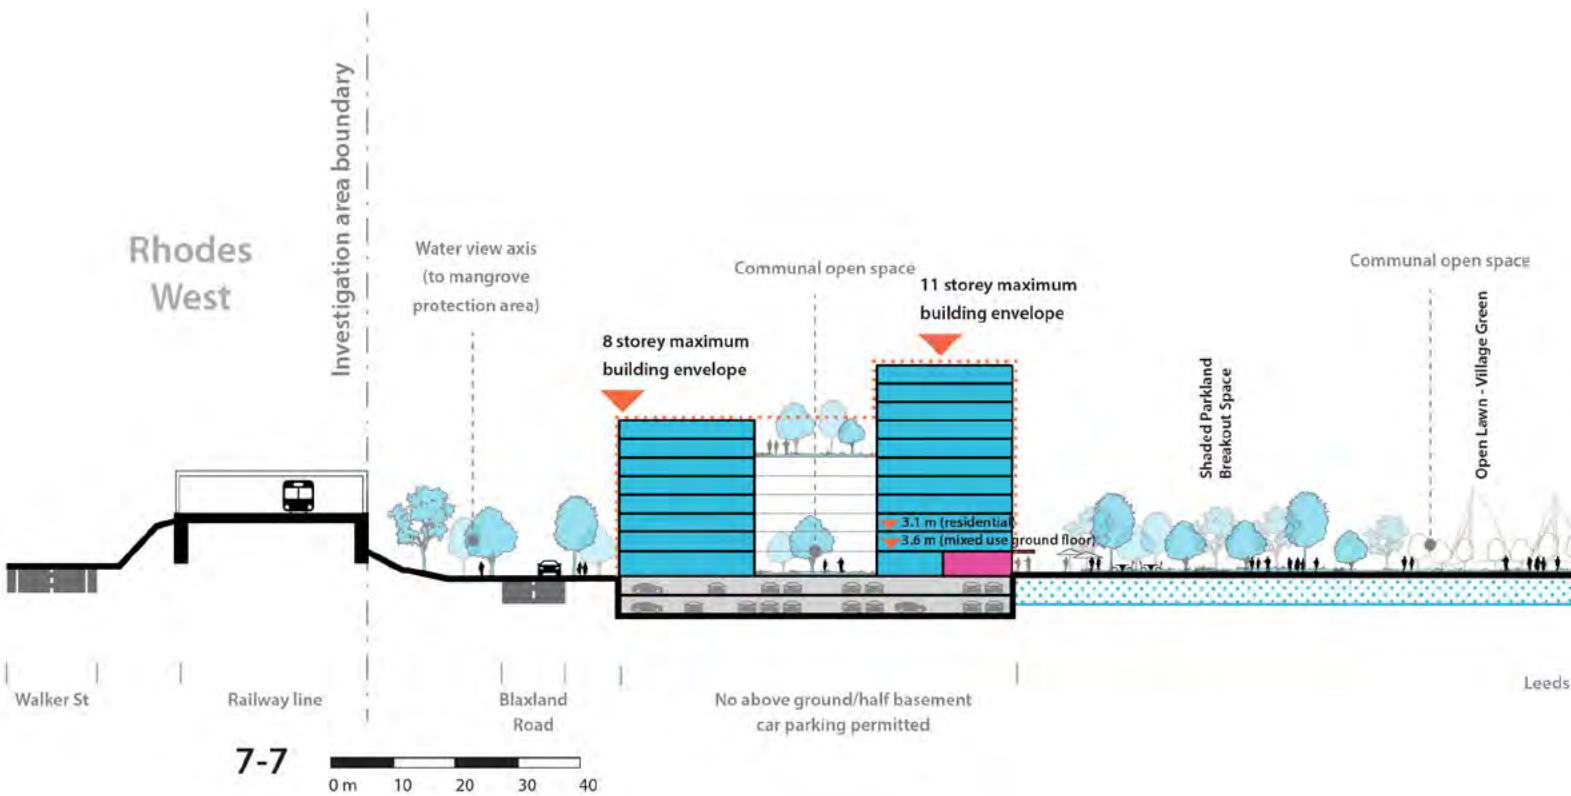 Rhodes
West
Investigation area boundary
Water view axis
(to mangrove
protection area)
8 storey maximum
building envelope
Communal open space
11 storey maximum
building envelope
Communal open space
Shaded Parkland
Breakout Space
Open Lawn - Village Green
3.1 m (residential)
3.6 m (mixed use ground floor)
Walker St
Railway line
Blaxland
Road
No above ground/half basement
car parking permitted
Leeds
7-7
0 m 10 20 30 40